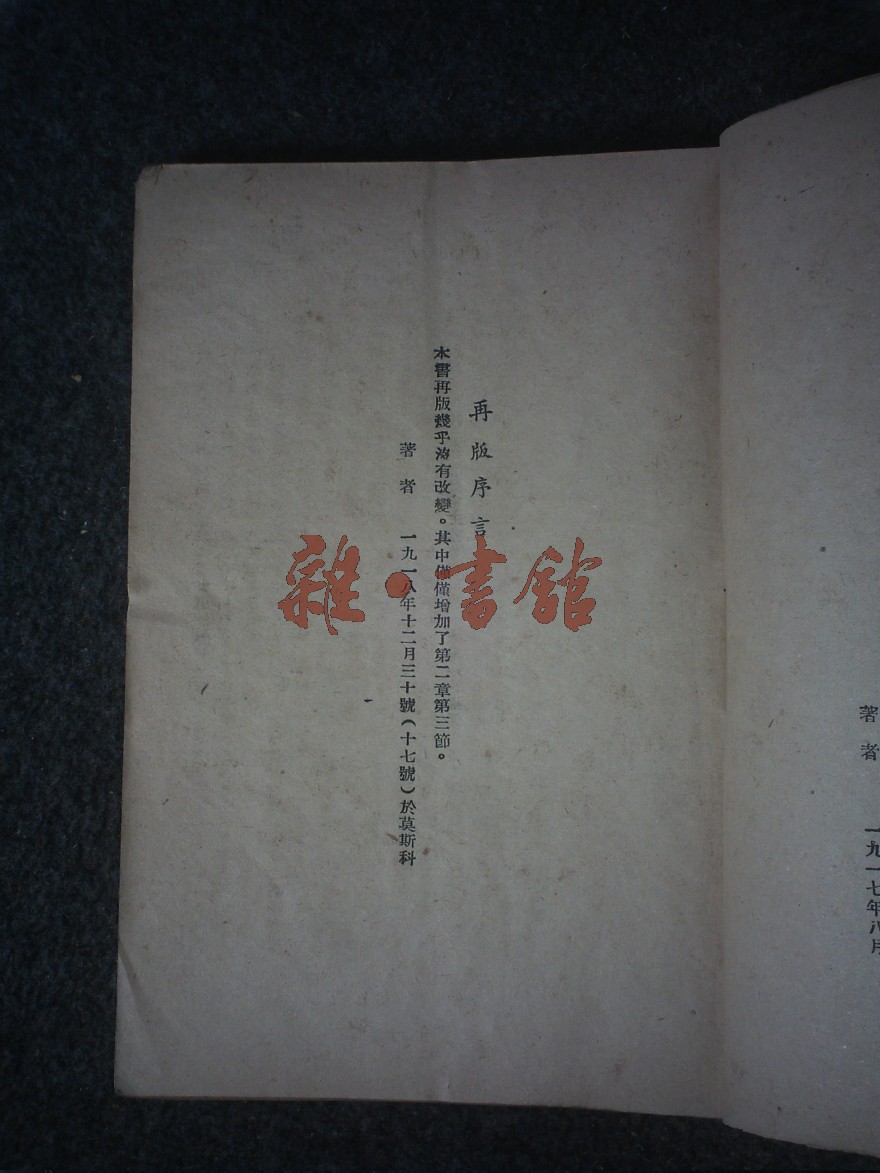 著者 一九一七年八月
再版序言
本書再版幾乎沒有改變。其中僅僅增加了第二章第三節。
著者 一九一八年十二月三十號(十七號)於莫斯科
雜·書館